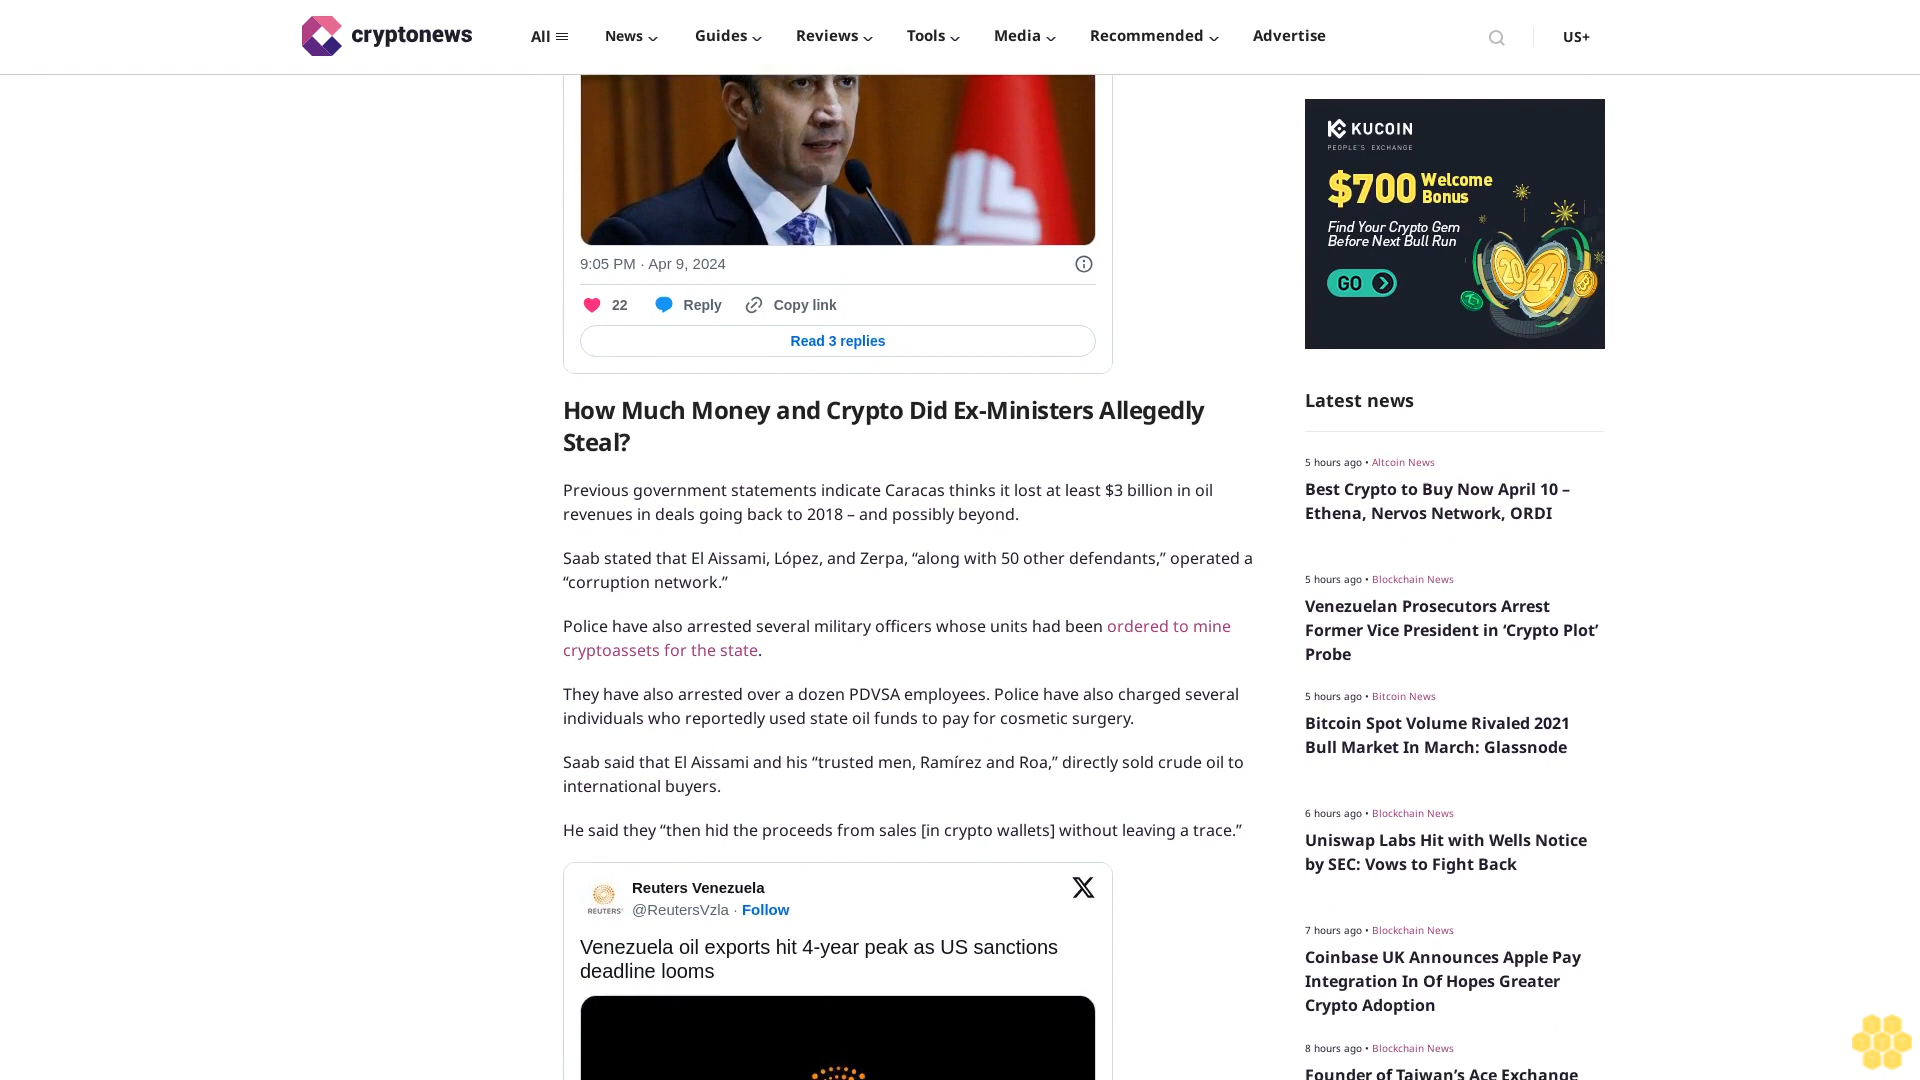 cryptonews
All
News
Guides
Reviews
Tools
Media
Recommended
Advertise
US+
9:05 PM · Apr 9, 2024
22
Reply
Copy link
Read 3 replies
How Much Money and Crypto Did Ex-Ministers Allegedly
Steal?
Previous government statements indicate Caracas thinks it lost at least $3 billion in oil
revenues in deals going back to 2018 – and possibly beyond.
Saab stated that El Aissami, López, and Zerpa, “along with 50 other defendants,” operated a
“corruption network.”
Police have also arrested several military officers whose units had been ordered to mine
cryptoassets for the state.
They have also arrested over a dozen PDVSA employees. Police have also charged several
individuals who reportedly used state oil funds to pay for cosmetic surgery.
Saab said that El Aissami and his “trusted men, Ramírez and Roa,” directly sold crude oil to
international buyers.
He said they “then hid the proceeds from sales [in crypto wallets] without leaving a trace.”
REUTERS
Reuters Venezuela
@ReutersVzla · Follow
Venezuela oil exports hit 4-year peak as US sanctions
deadline looms
KUCOIN
PEOPLE'S EXCHANGE
$700 Welcome
Bonus
Find Your Crypto Gem
Before Next Bull Run
GO
20
24
Latest news
5 hours ago • Altcoin News
Best Crypto to Buy Now April 10 –
Ethena, Nervos Network, ORDI
5 hours ago • Blockchain News
Venezuelan Prosecutors Arrest
Former Vice President in ‘Crypto Plot’
Probe
5 hours ago • Bitcoin News
Bitcoin Spot Volume Rivaled 2021
Bull Market In March: Glassnode
6 hours ago • Blockchain News
Uniswap Labs Hit with Wells Notice
by SEC: Vows to Fight Back
7 hours ago • Blockchain News
Coinbase UK Announces Apple Pay
Integration In Of Hopes Greater
Crypto Adoption
8 hours ago • Blockchain News
Founder of Taiwan’s Ace Exchange